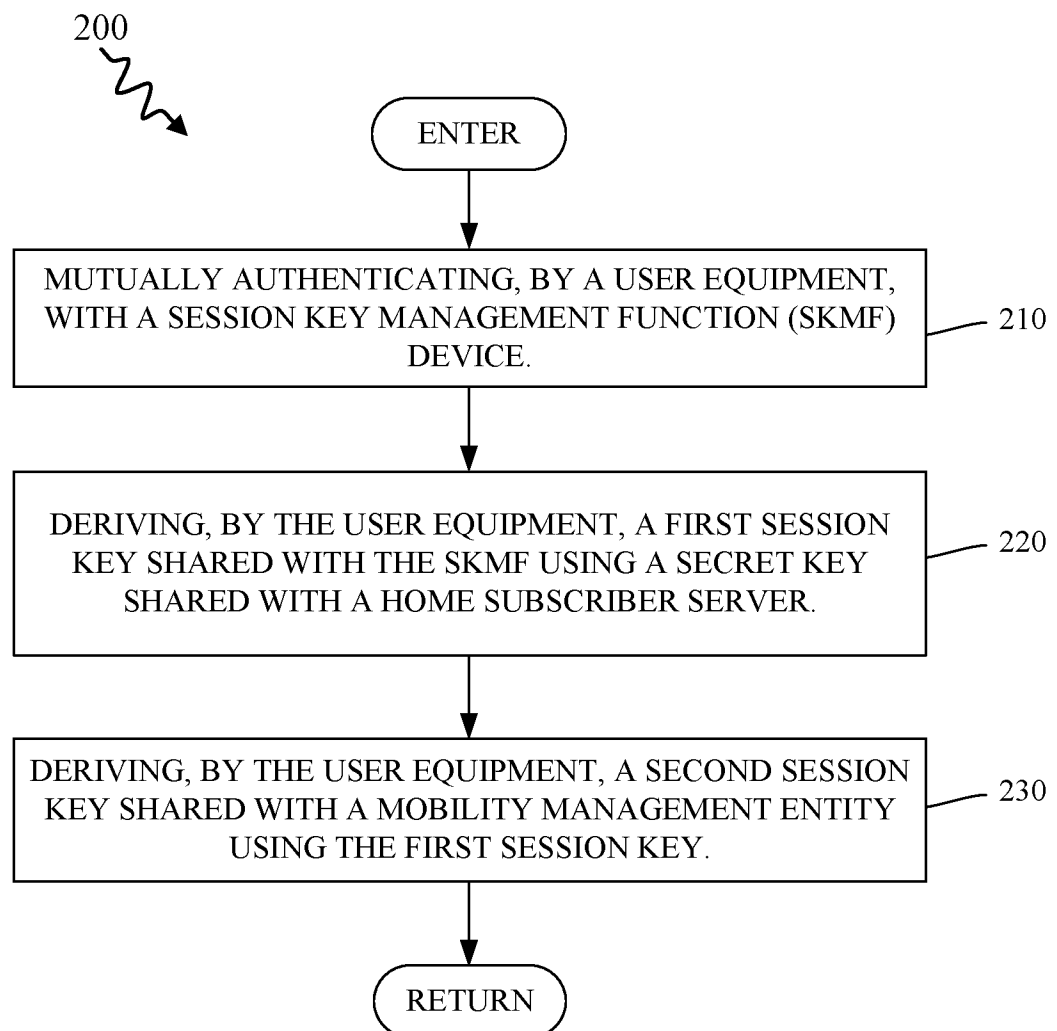 200
ENTER
MUTUALLY AUTHENTICATING, BY A USER EQUIPMENT,
WITH A SESSION KEY MANAGEMENT FUNCTION (SKMF)
DEVICE.
210
DERIVING, BY THE USER EQUIPMENT, A FIRST SESSION
KEY SHARED WITH THE SKMF USING A SECRET KEY
SHARED WITH A HOME SUBSCRIBER SERVER.
220
DERIVING, BY THE USER EQUIPMENT, A SECOND SESSION
KEY SHARED WITH A MOBILITY MANAGEMENT ENTITY
USING THE FIRST SESSION KEY.
230
RETURN